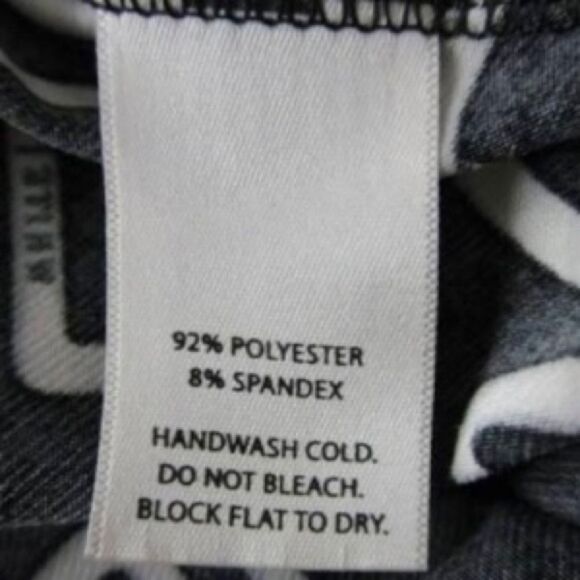 92% POLYESTER
8% SPANDEX
HANDWASH COLD.
DO NOT BLEACH.
BLOCK FLAT TO DRY.